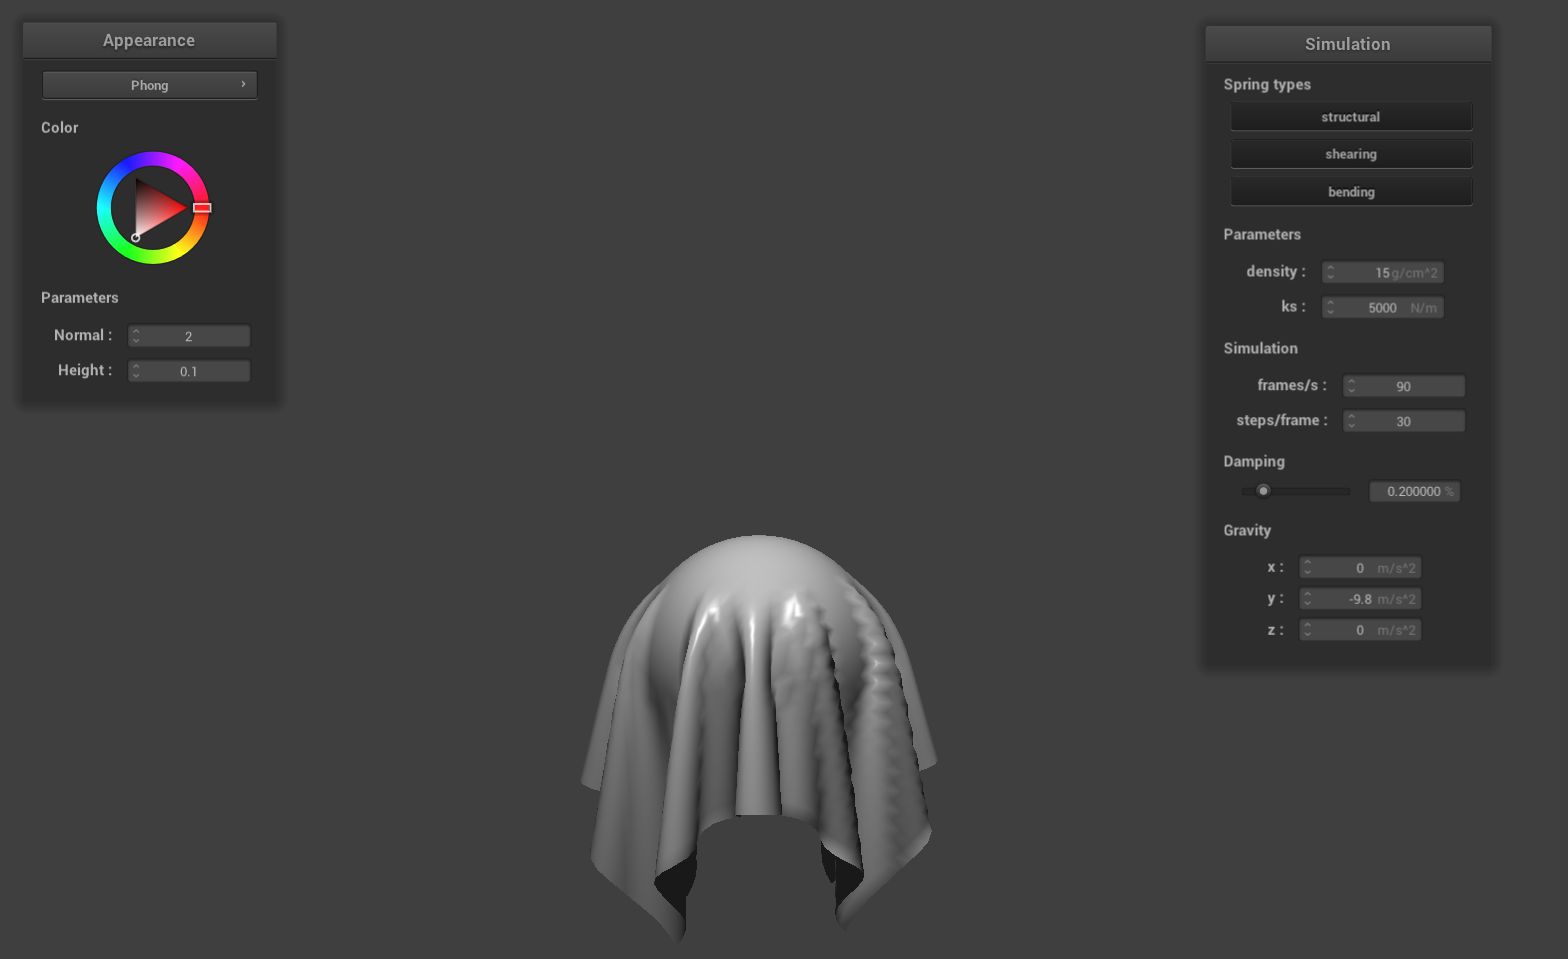 Appearance
Phong ›
Color
Parameters
Normal : 2
Height : 0.1
Simulation
Spring types
structural
shearing
bending
Parameters
density : 15 g/cm^2
ks : 5000 N/m
Simulation
frames/s : 90
steps/frame : 30
Damping
0.200000 %
Gravity
x : 0 m/s^2
y : -9.8 m/s^2
z : 0 m/s^2